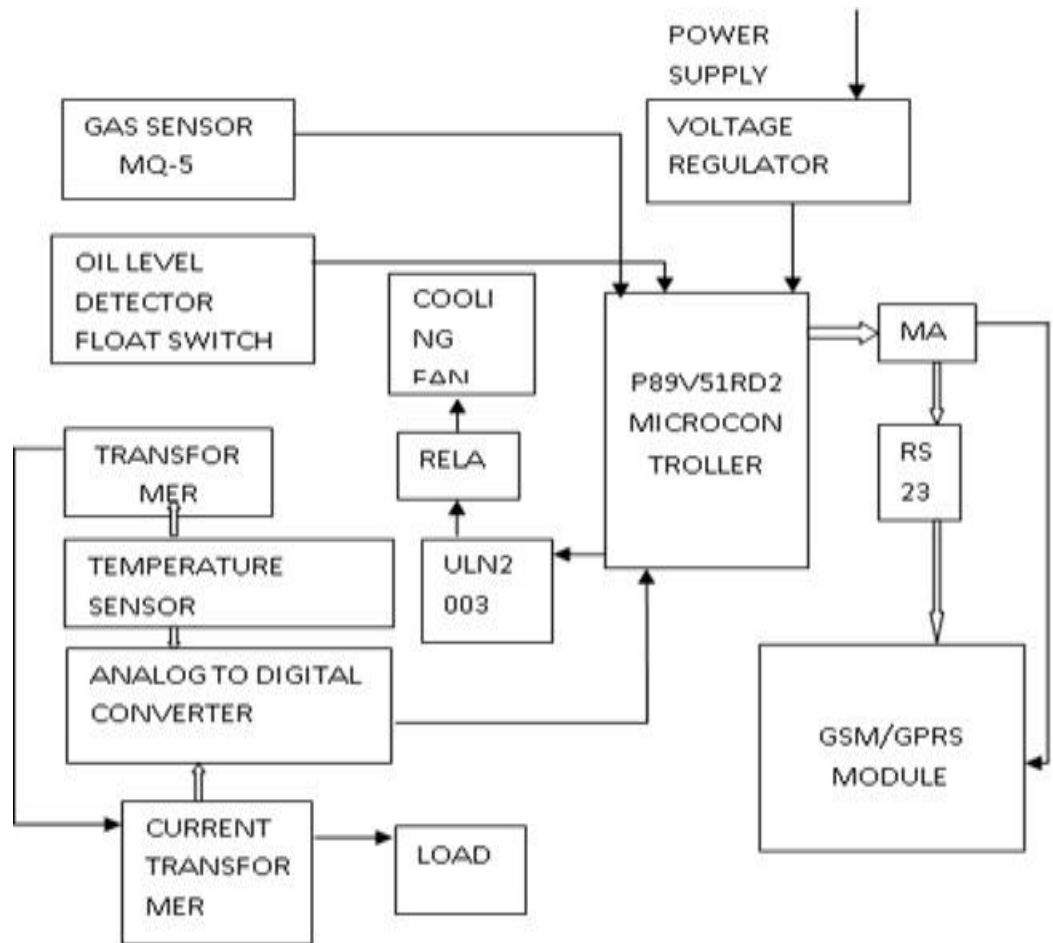 POWER
SUPPLY
GAS SENSOR
MQ-5
VOLTAGE
REGULATOR
OIL LEVEL
DETECTOR
FLOAT SWITCH
COOLI
NG
FAN
P89V51RD2
MICROCON
TROLLER
MA
TRANSFOR
MER
RELA
RS
23
TEMPERATURE
SENSOR
ULN2
003
ANALOG TO DIGITAL
CONVERTER
GSM/GPRS
MODULE
CURRENT
TRANSFOR
MER
LOAD